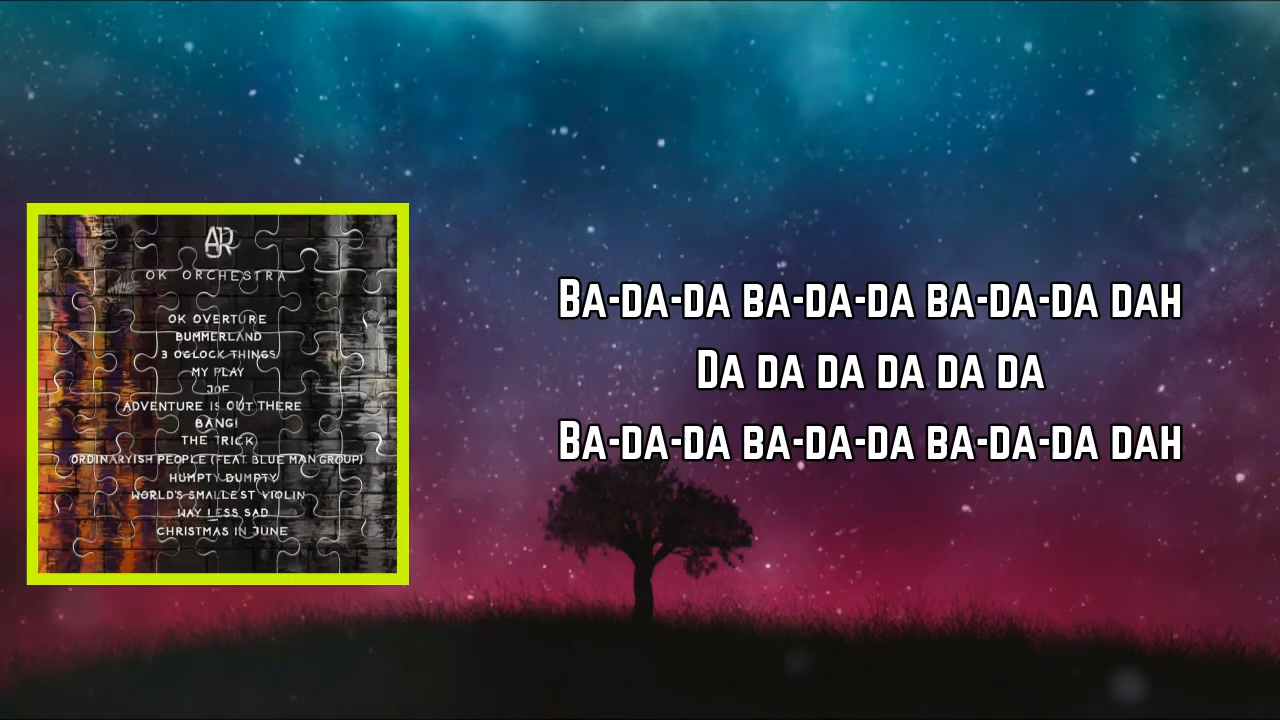 AJR
OK ORCHESTRA
OK OVERTURE
BUMMERLAND
3 O'CLOCK THINGS
MY PLAY
JOE
ADVENTURE IS OUT THERE
BANG!
THE TRICK
ORDINARYISH PEOPLE (FEAT. BLUE MAN GROUP)
HUMPTY DUMPTY
WORLD'S SMALLEST VIOLIN
WAY LESS SAD
CHRISTMAS IN JUNE
BA-DA-DA BA-DA-DA BA-DA-DA DAH
DA DA DA DA DA DA
BA-DA-DA BA-DA-DA BA-DA-DA DAH